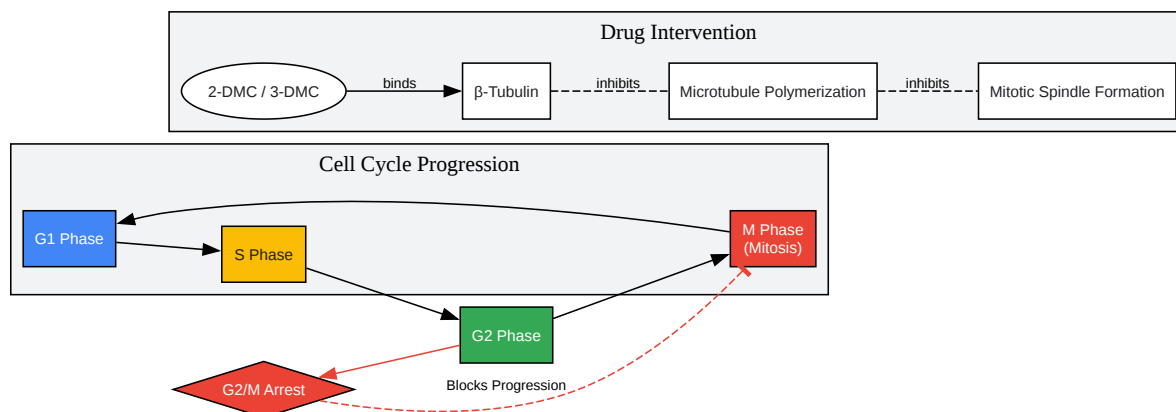 Drug Intervention
2-DMC / 3-DMC
binds
β-Tubulin
inhibits
Microtubule Polymerization
inhibits
Mitotic Spindle Formation
Cell Cycle Progression
G1 Phase
S Phase
M Phase
(Mitosis)
G2 Phase
G2/M Arrest
Blocks Progression